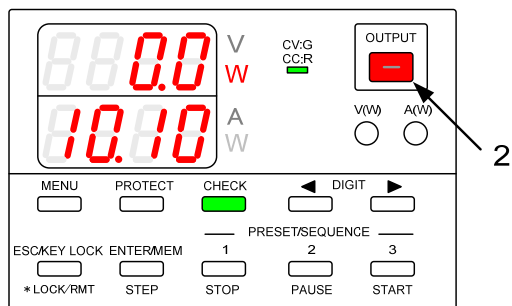 0.0
V
W
CV:G
CC:R
OUTPUT
10.10
A
W
V(W) A(W)
2
MENU PROTECT CHECK DIGIT
PRESET/SEQUENCE
ESC/KEY LOCK ENTER/MEM 1 2 3
*LOCK/RMT STEP STOP PAUSE START